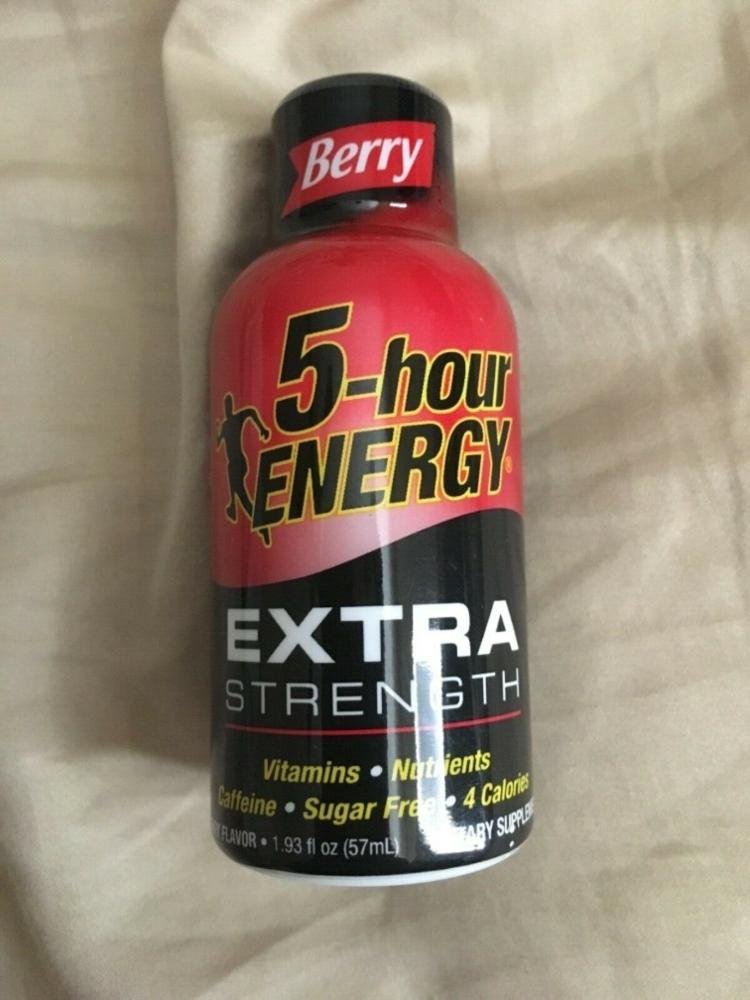 Berry
5-hour
ENERGY®
EXTRA
STRENGTH
Vitamins • Nutrients
Caffeine • Sugar Free • 4 Calories
FLAVOR • 1.93 fl oz (57mL)